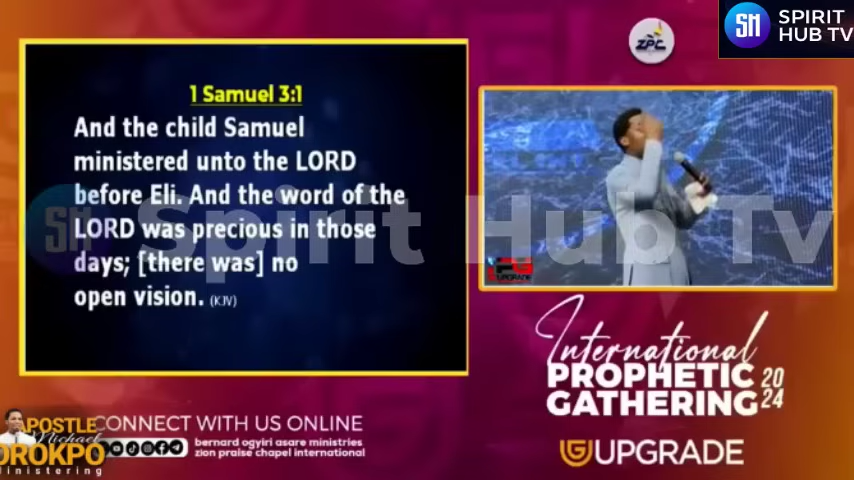 SM
SPIRIT
HUB TV
ZPC
1 Samuel 3:1
And the child Samuel
ministered unto the LORD
before Eli. And the word of the
LORD was precious in those
days; [there was] no
open vision. (KJV)
Spirit Hub Tv
UPGRADE
International
PROPHETIC 2024
GATHERING
UPGRADE
CONNECT WITH US ONLINE
bernard ogyiri asare ministries
zion praise chapel international
APOSTLE
Michael
OROKPO
Ministering